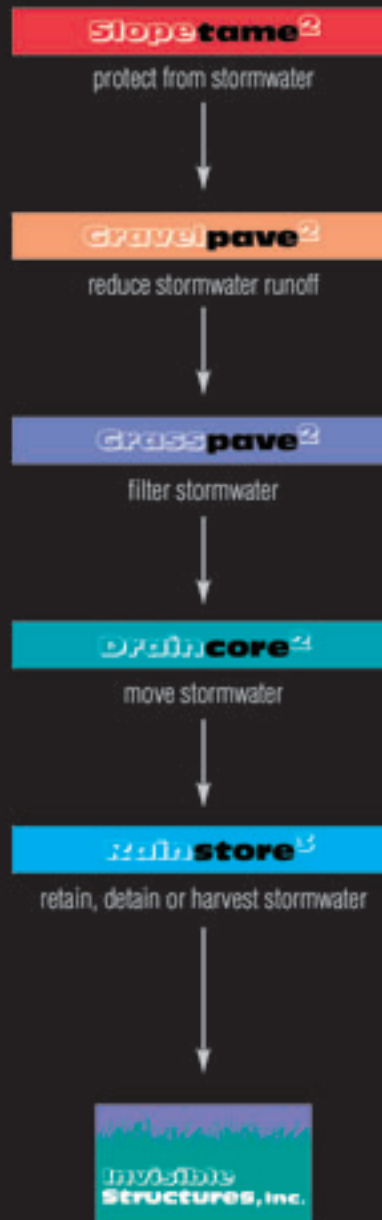 Slopetame²
protect from stormwater
Gravelpave²
reduce stormwater runoff
Grasspave²
filter stormwater
Draincore²
move stormwater
Rainstore³
retain, detain or harvest stormwater
Invisible
Structures, Inc.